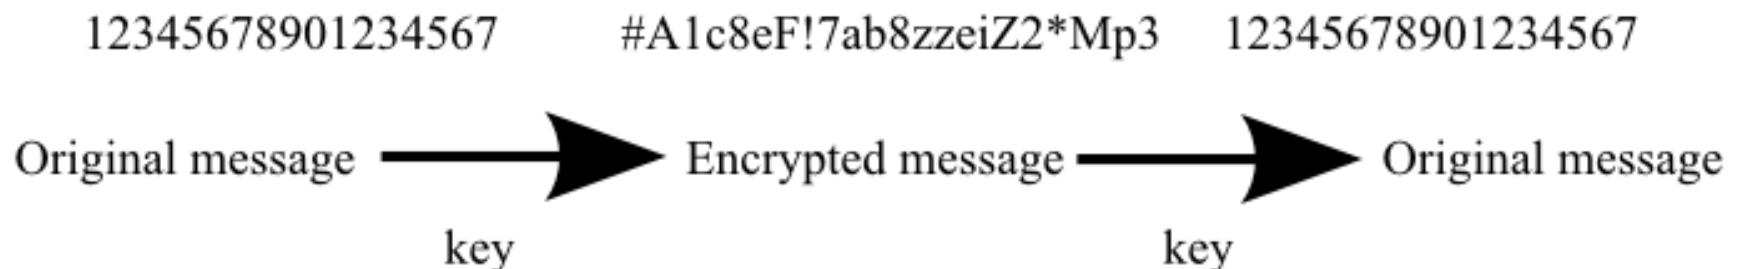 12345678901234567 #A1c8eF!7ab8zzeiZ2*Mp3 12345678901234567
Original message Encrypted message Original message
key key